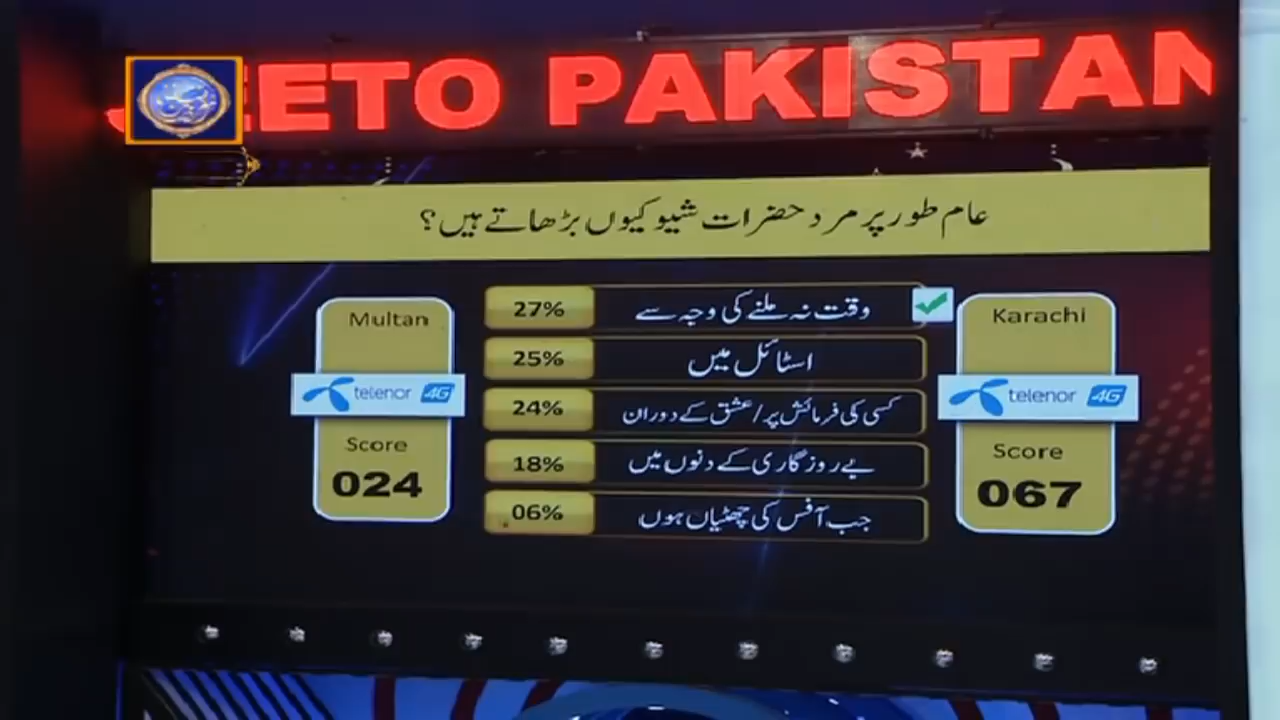 JEETO PAKISTAN
عام طور پر مرد حضرات شیو کیوں بڑھاتے ہیں؟
Multan
telenor 4G
Score
024
27% وقت نہ ملنے کی وجہ سے
25% اسٹائل میں
24% کسی کی فرمائش پر/عشق کے دوران
18% بے روزگاری کے دنوں میں
06% جب آفس کی چھٹیاں ہوں
Karachi
telenor 4G
Score
067